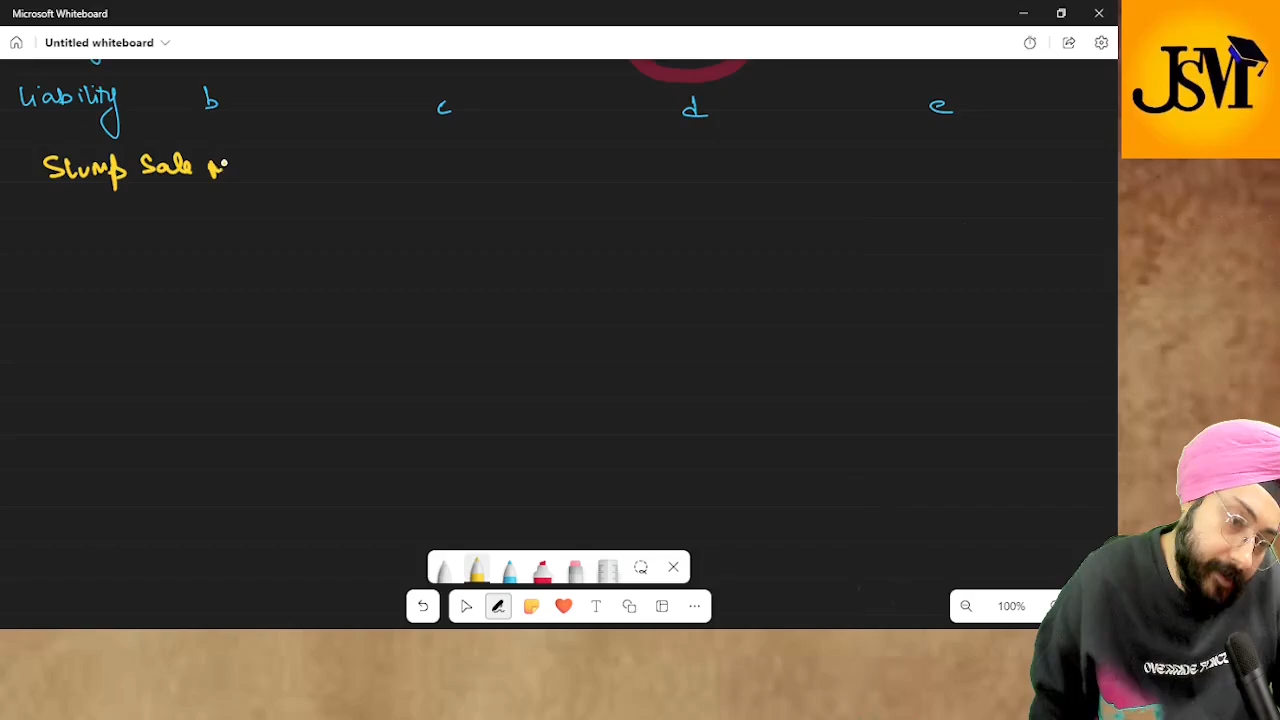 Microsoft Whiteboard
Untitled whiteboard
JSM
Liability b c d e
Slump Sale
T
100%